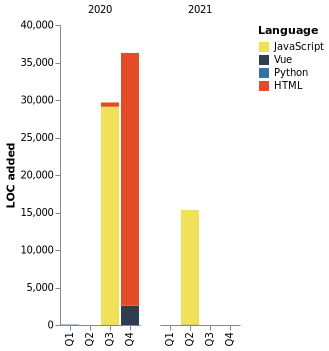 2020
2021
Language
JavaScript
Vue
Python
HTML
LOC added
40,000
35,000
30,000
25,000
20,000
15,000
10,000
5,000
0
Q1
Q2
Q3
Q4
Q1
Q2
Q3
Q4